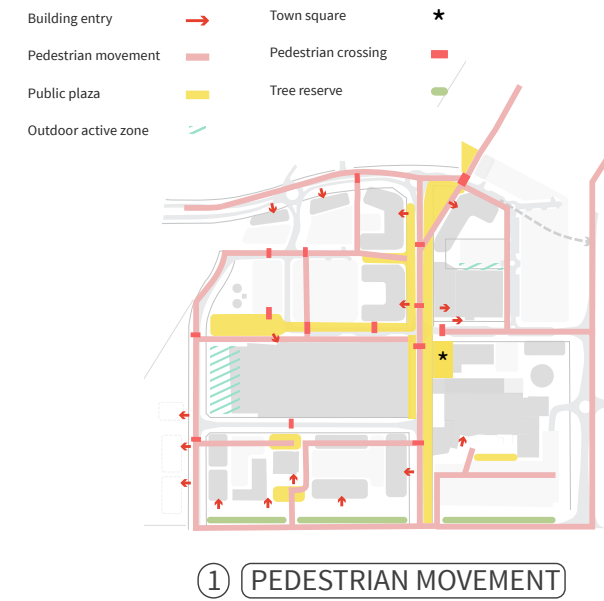 Building entry
Town square
*
Pedestrian movement
Pedestrian crossing
Public plaza
Tree reserve
Outdoor active zone
*
1 PEDESTRIAN MOVEMENT